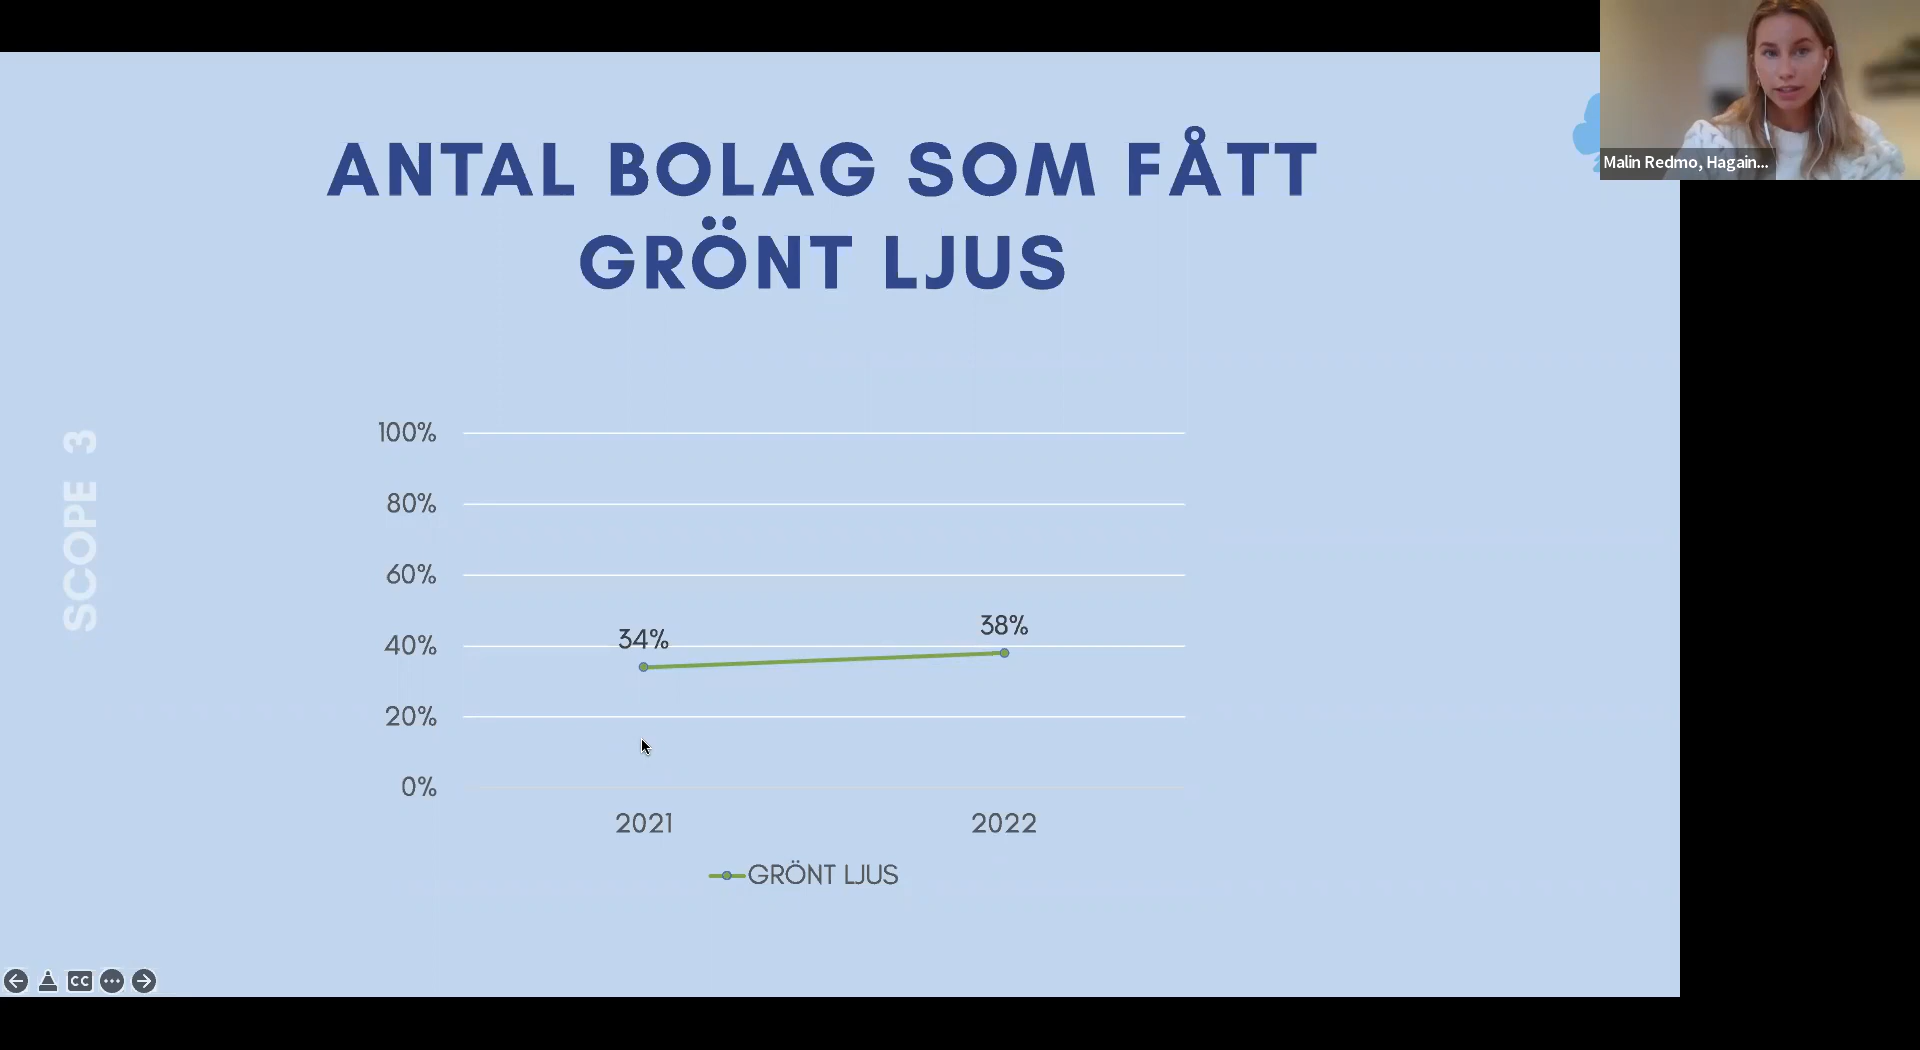 ANTAL BOLAG SOM FÅTT
GRÖNT LJUS
Malin Redmo, Hagain...
SCOPE 3
100%
80%
60%
40%
20%
0%
34%
38%
2021
2022
GRÖNT LJUS
CC